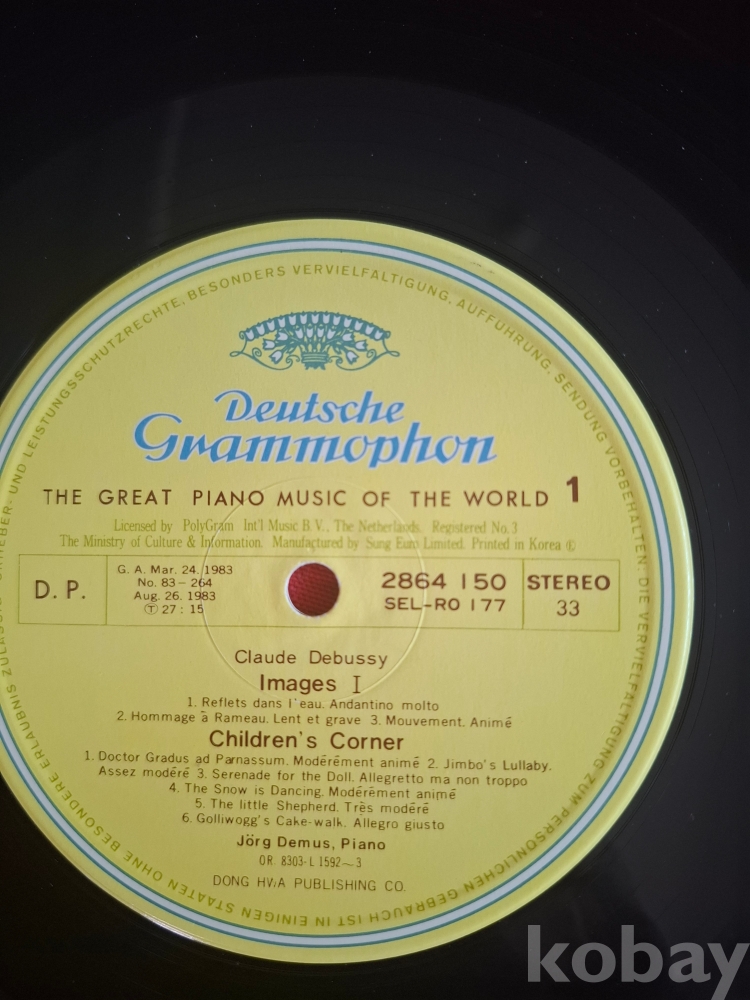 Deutsche
Grammophon
THE GREAT PIANO MUSIC OF THE WORLD 1
Licensed by PolyGram Int'l Music B.V., The Netherlands. Registered No.3
The Ministry of Culture & Information. Manufactured by Sung Eum Limited. Printed in Korea Ⓔ
D. P.
G. A. Mar. 24. 1983
No. 83-264
Aug. 26. 1983
Ⓣ 27 : 15
2864 150
SEL-RO 177
STEREO
33
Claude Debussy
Images I
1. Reflets dans l'eau. Andantino molto
2. Hommage à Rameau. Lent et grave 3. Mouvement. Animé
Children's Corner
1. Doctor Gradus ad Parnassum. Modérément animé 2. Jimbo's Lullaby.
Assez modéré 3. Serenade for the Doll. Allegretto ma non troppo
4. The Snow is Dancing. Modérément animé
5. The little Shepherd. Très modéré
6. Golliwogg's Cake-walk. Allegro giusto
Jörg Demus, Piano
OR. 8303-L 1592~3
DONG HWA PUBLISHING CO.
UND LEISTUNGSSCHUTZRECHTE, BESONDERS VERVIELFÄLTIGUNG, AUFFÜHRUNG, SENDUNG VORBEHALTEN: DIE VERVIELFÄLTIGUNG ZUM PERSÖNLICHEN GEBRAUCH IST IN EINIGEN STAATEN OHNE BESONDERE ERLAUBNIS
kobay